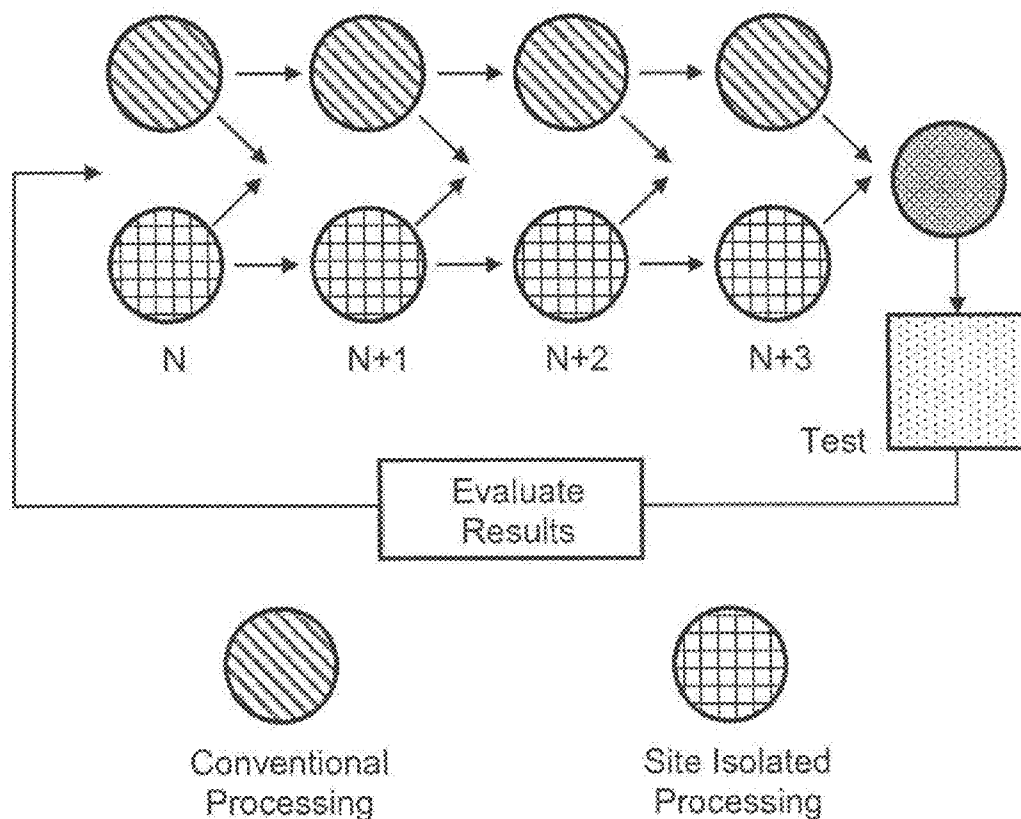 N
N+1
N+2
N+3
Test
Evaluate
Results
Conventional
Processing
Site Isolated
Processing